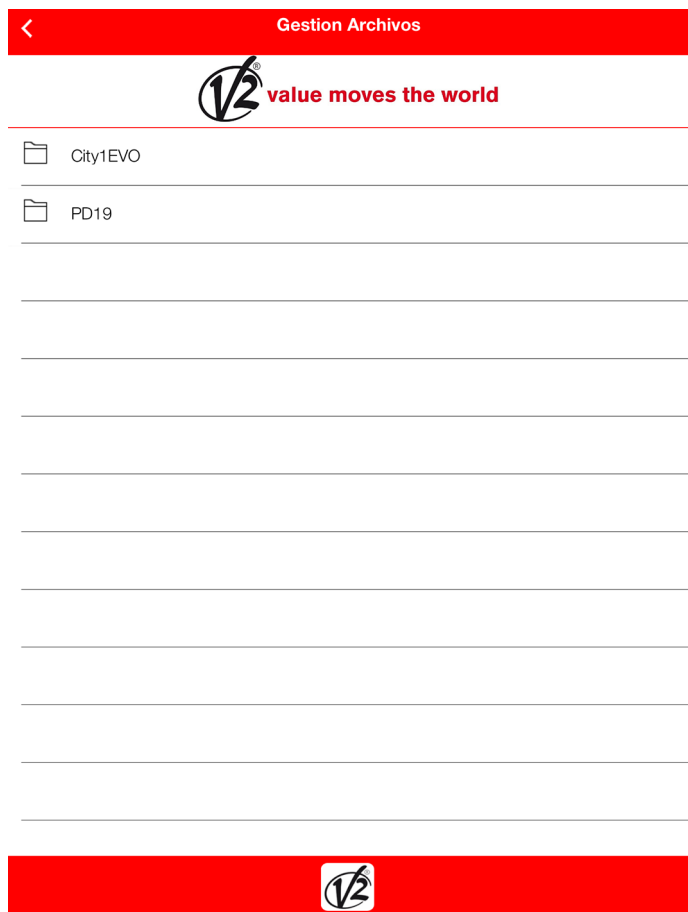 Gestion Archivos
V2® value moves the world
City1EVO
PD19
V2®